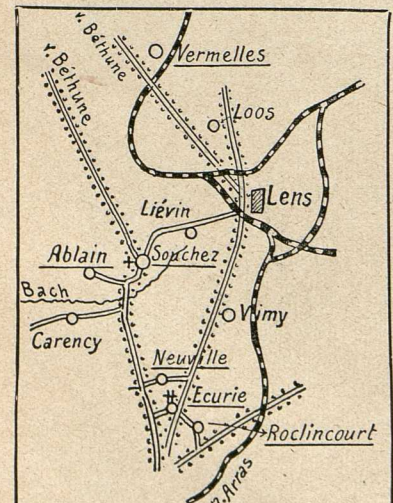 v. Béthune
v. Béthune
Vermelles
Loos
Lens
Liévin
Ablain
Souchez
Bach
Carency
Vimy
Neuville
Ecurie
Roclincourt
n. Arras